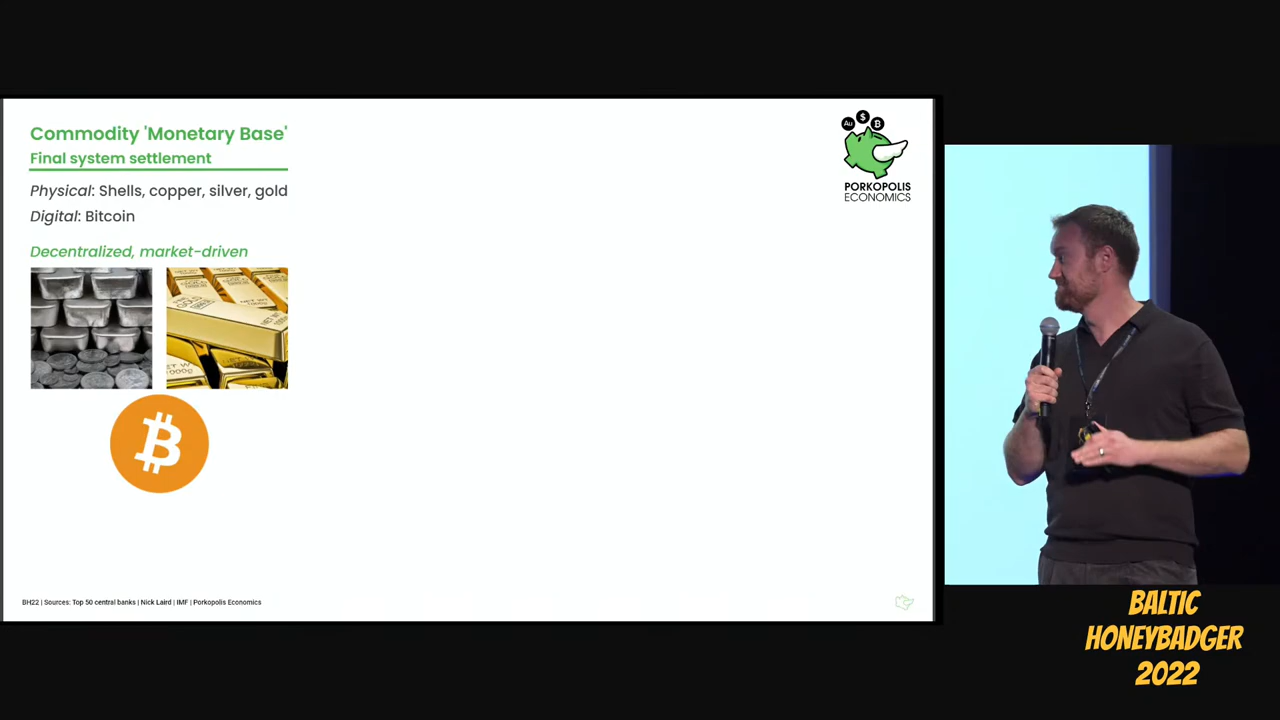 Commodity 'Monetary Base'
Final system settlement
Physical: Shells, copper, silver, gold
Digital: Bitcoin
Decentralized, market-driven
Au $ B
PORKOPOLIS
ECONOMICS
BH22 | Sources: Top 50 central banks | Nick Laird | IMF | Porkopolis Economics
BALTIC
HONEYBADGER
2022